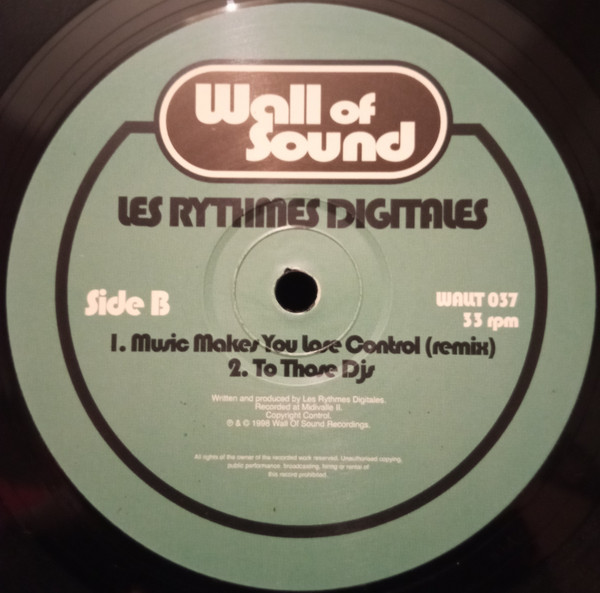 Wall of
Sound
LES RYTHMES DIGITALES
Side B
WALLT 037
33 rpm
1. Music Makes You Lose Control (remix)
2. To Those Djs
Written and produced by Les Rythmes Digitales.
Recorded at Midivalle II.
Copyright Control.
℗ & © 1998 Wall Of Sound Recordings.
All rights of the owner of the recorded work reserved. Unauthorised copying,
public performance, broadcasting, hiring or rental of
this record prohibited.